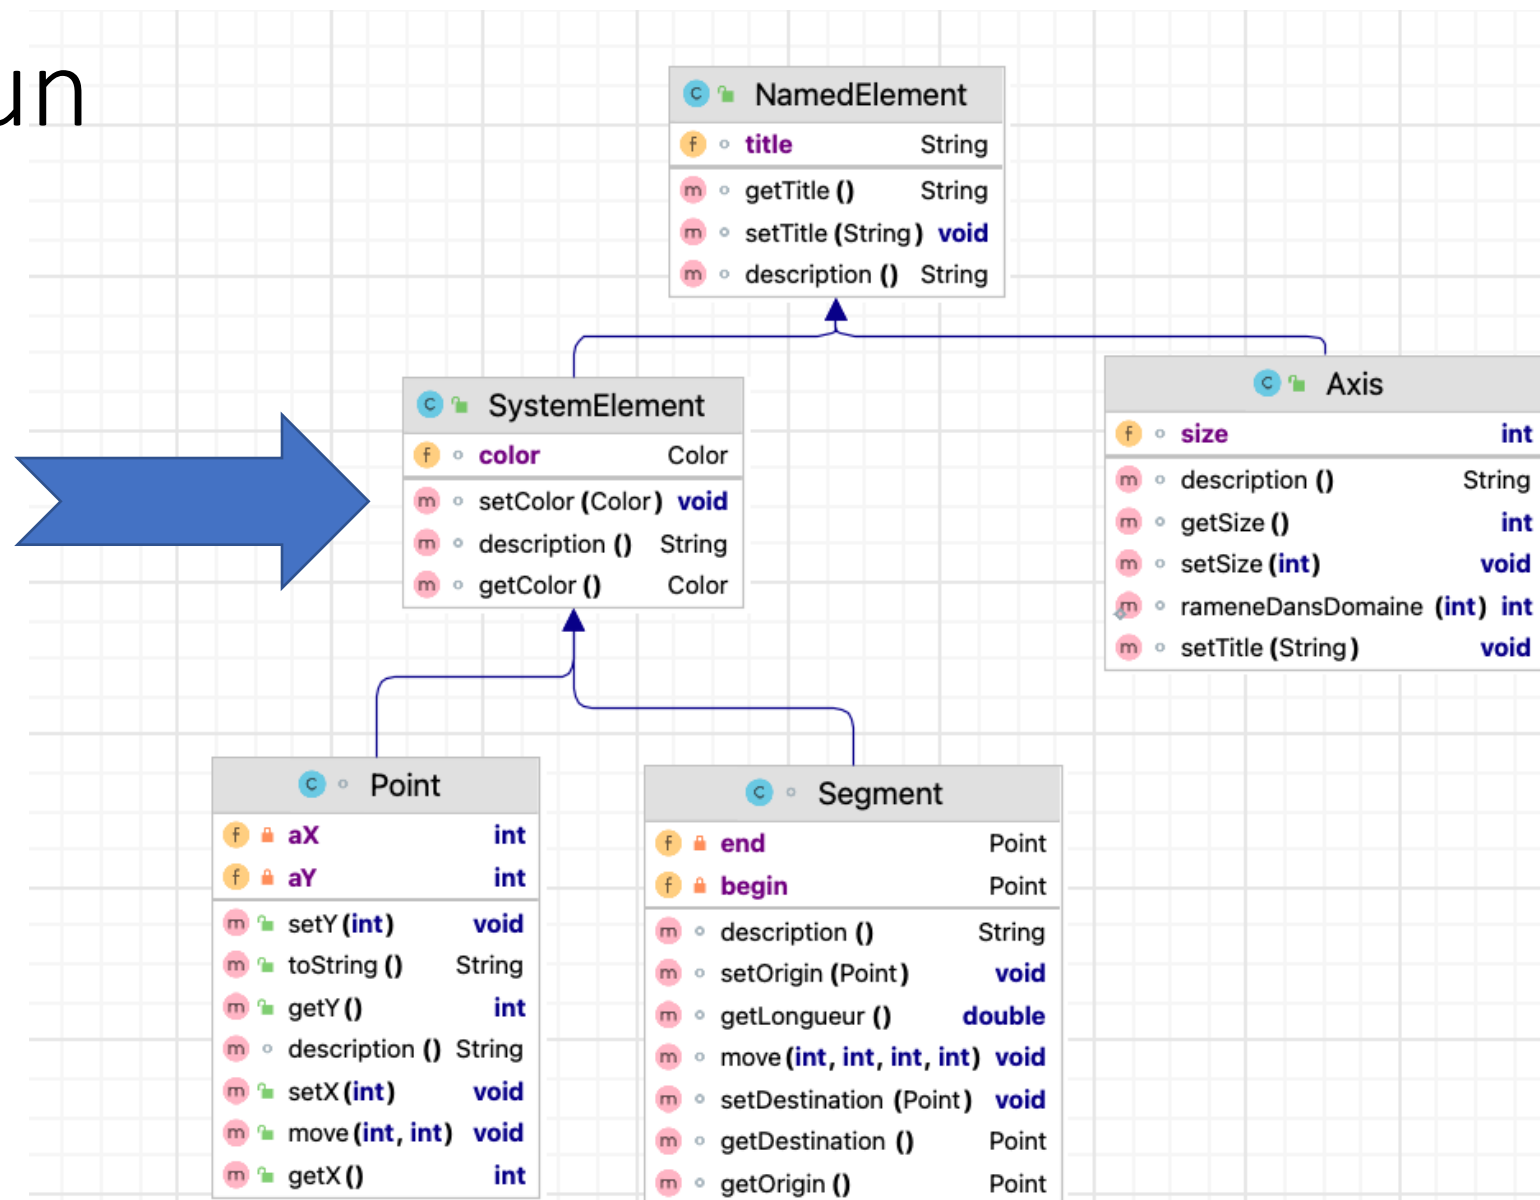 un
NamedElement
title String
getTitle () String
setTitle (String) void
description () String
SystemElement
color Color
setColor (Color) void
description () String
getColor () Color
Axis
size int
description () String
getSize () int
setSize (int) void
rameneDansDomaine (int) int
setTitle (String) void
Point
aX int
aY int
setY (int) void
toString () String
getY () int
description () String
setX (int) void
move (int, int) void
getX () int
Segment
end Point
begin Point
description () String
setOrigin (Point) void
getLongueur () double
move (int, int, int, int) void
setDestination (Point) void
getDestination () Point
getOrigin () Point